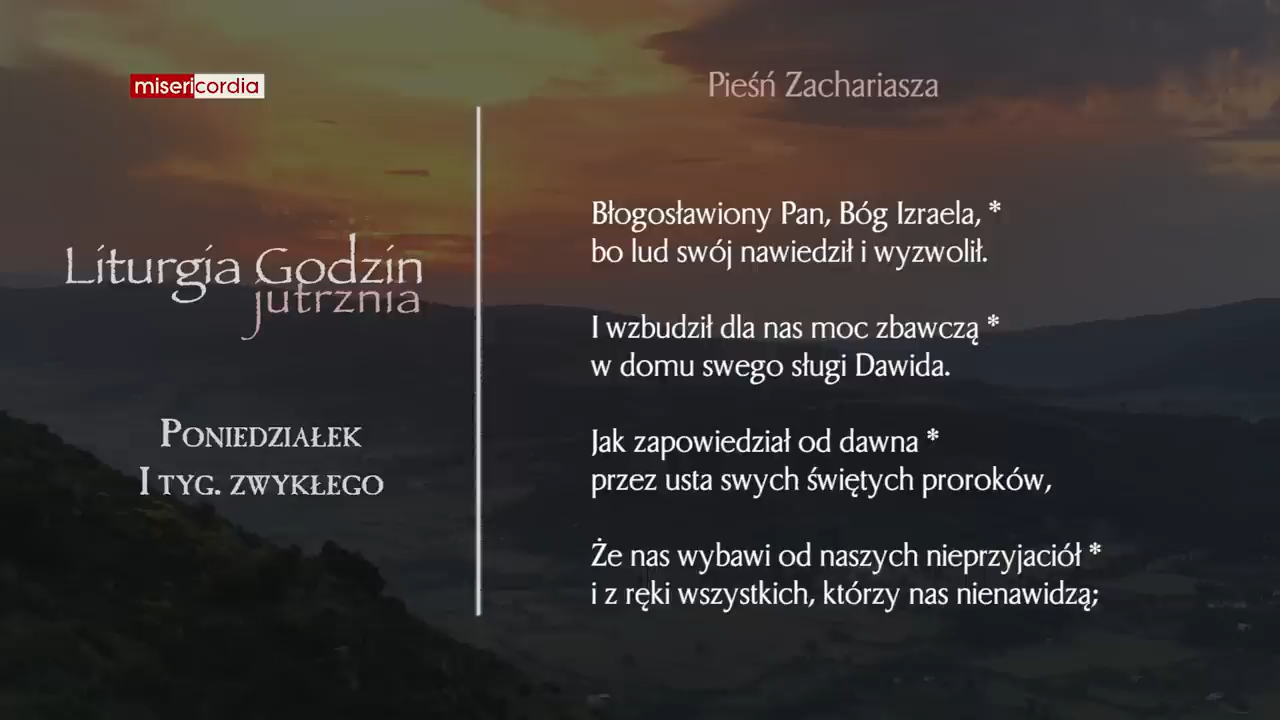 misericordia
Liturgia Godzin
jutrznia
Poniedziałek
I tyg. zwykłego
Pieśń Zachariasza
Błogosławiony Pan, Bóg Izraela, *
bo lud swój nawiedził i wyzwolił.
I wzbudził dla nas moc zbawczą *
w domu swego sługi Dawida.
Jak zapowiedział od dawna *
przez usta swych świętych proroków,
Że nas wybawi od naszych nieprzyjaciół *
i z ręki wszystkich, którzy nas nienawidzą;